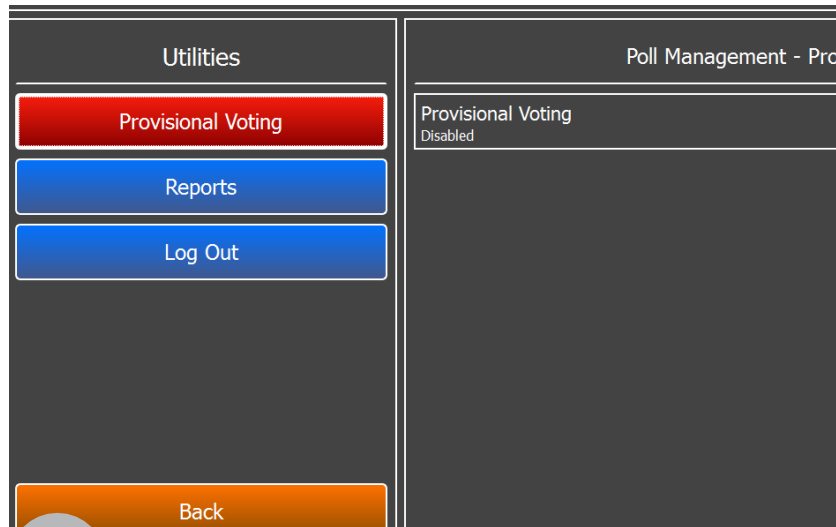 Utilities
Provisional Voting
Reports
Log Out
Back
Poll Management - Pro
Provisional Voting
Disabled